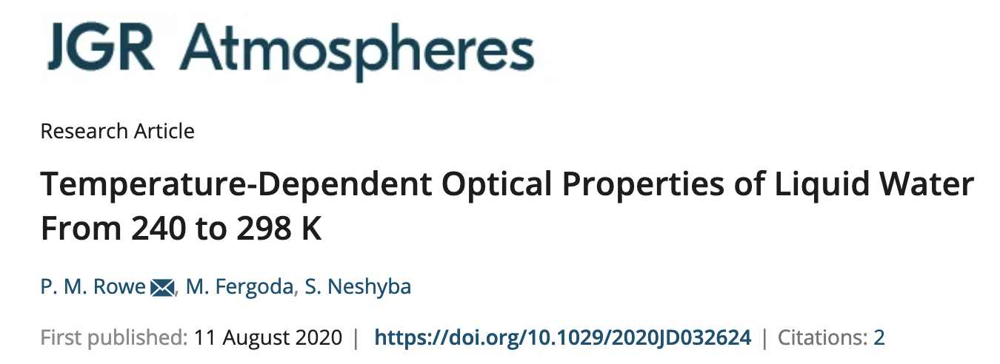 JGR Atmospheres
Research Article
Temperature-Dependent Optical Properties of Liquid Water
From 240 to 298 K
P. M. Rowe, M. Fergoda, S. Neshyba
First published: 11 August 2020 | https://doi.org/10.1029/2020JD032624 | Citations: 2